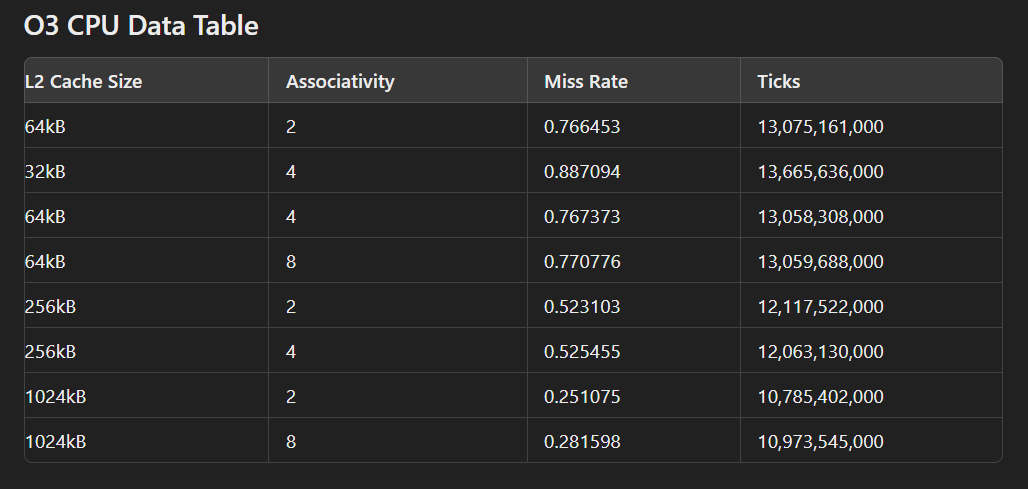 O3 CPU Data Table
L2 Cache Size Associativity Miss Rate Ticks
64kB 2 0.766453 13,075,161,000
32kB 4 0.887094 13,665,636,000
64kB 4 0.767373 13,058,308,000
64kB 8 0.770776 13,059,688,000
256kB 2 0.523103 12,117,522,000
256kB 4 0.525455 12,063,130,000
1024kB 2 0.251075 10,785,402,000
1024kB 8 0.281598 10,973,545,000